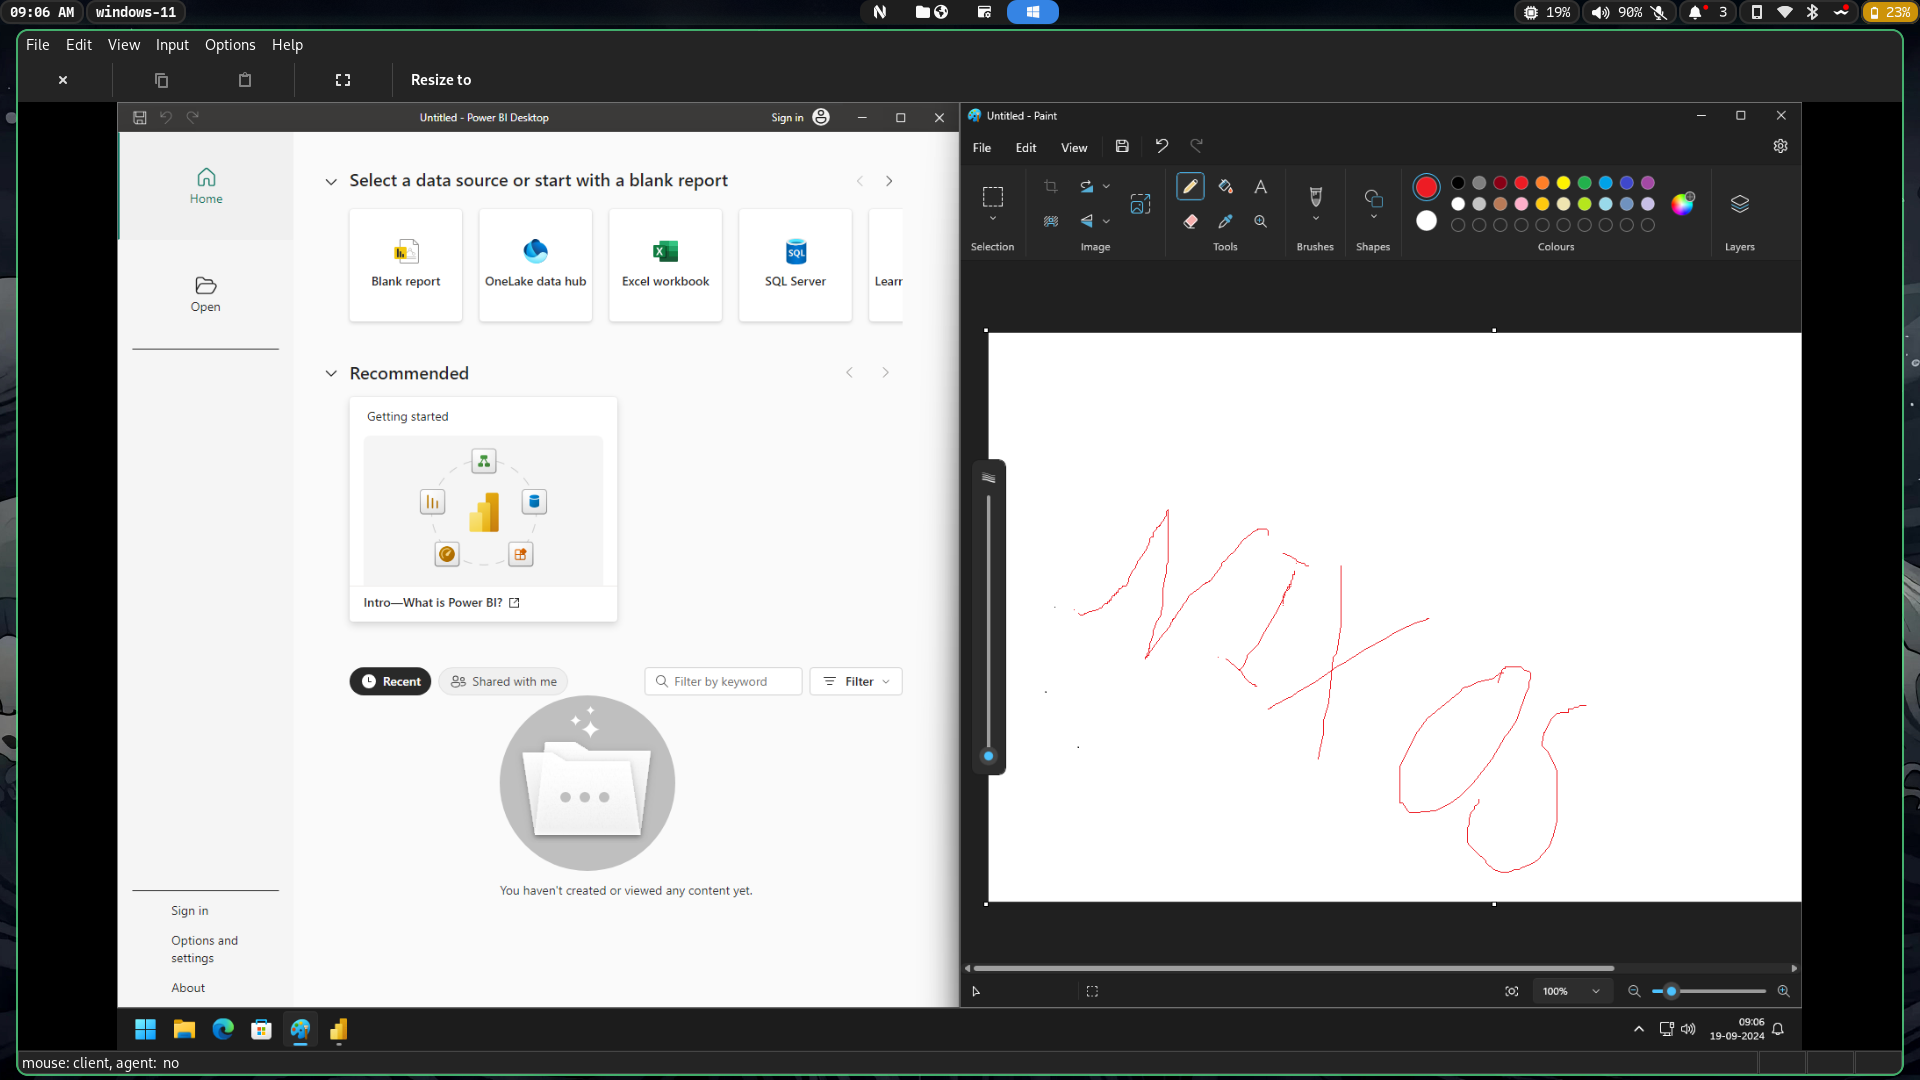 09:06 AM windows-11 19% 90% 3 23%
File Edit View Input Options Help
Resize to
Untitled - Power BI Desktop Sign in
Home
Open
Sign in
Options and
settings
About
Select a data source or start with a blank report
Blank report OneLake data hub Excel workbook SQL Server Learn
Recommended
Getting started
Intro—What is Power BI?
Recent Shared with me Filter by keyword Filter
You haven't created or viewed any content yet.
Untitled - Paint
File Edit View
Selection Image Tools Brushes Shapes Colours Layers
NIXOS
100%
09:06
19-09-2024
mouse: client, agent: no